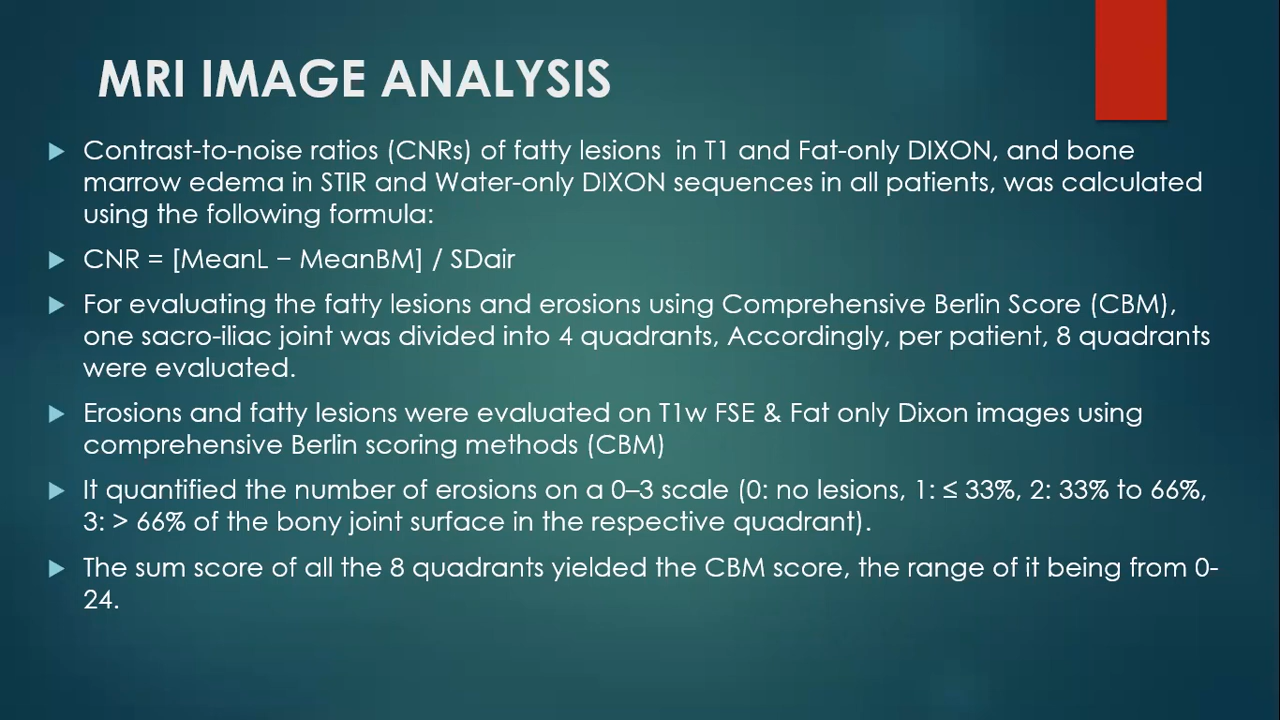 MRI IMAGE ANALYSIS
Contrast-to-noise ratios (CNRs) of fatty lesions  in T1 and Fat-only DIXON, and bone
marrow edema in STIR and Water-only DIXON sequences in all patients, was calculated
using the following formula:
CNR = [MeanL − MeanBM] / SDair
For evaluating the fatty lesions and erosions using Comprehensive Berlin Score (CBM),
one sacro-iliac joint was divided into 4 quadrants, Accordingly, per patient, 8 quadrants
were evaluated.
Erosions and fatty lesions were evaluated on T1w FSE & Fat only Dixon images using
comprehensive Berlin scoring methods (CBM)
It quantified the number of erosions on a 0–3 scale (0: no lesions, 1: ≤ 33%, 2: 33% to 66%,
3: > 66% of the bony joint surface in the respective quadrant).
The sum score of all the 8 quadrants yielded the CBM score, the range of it being from 0-
24.